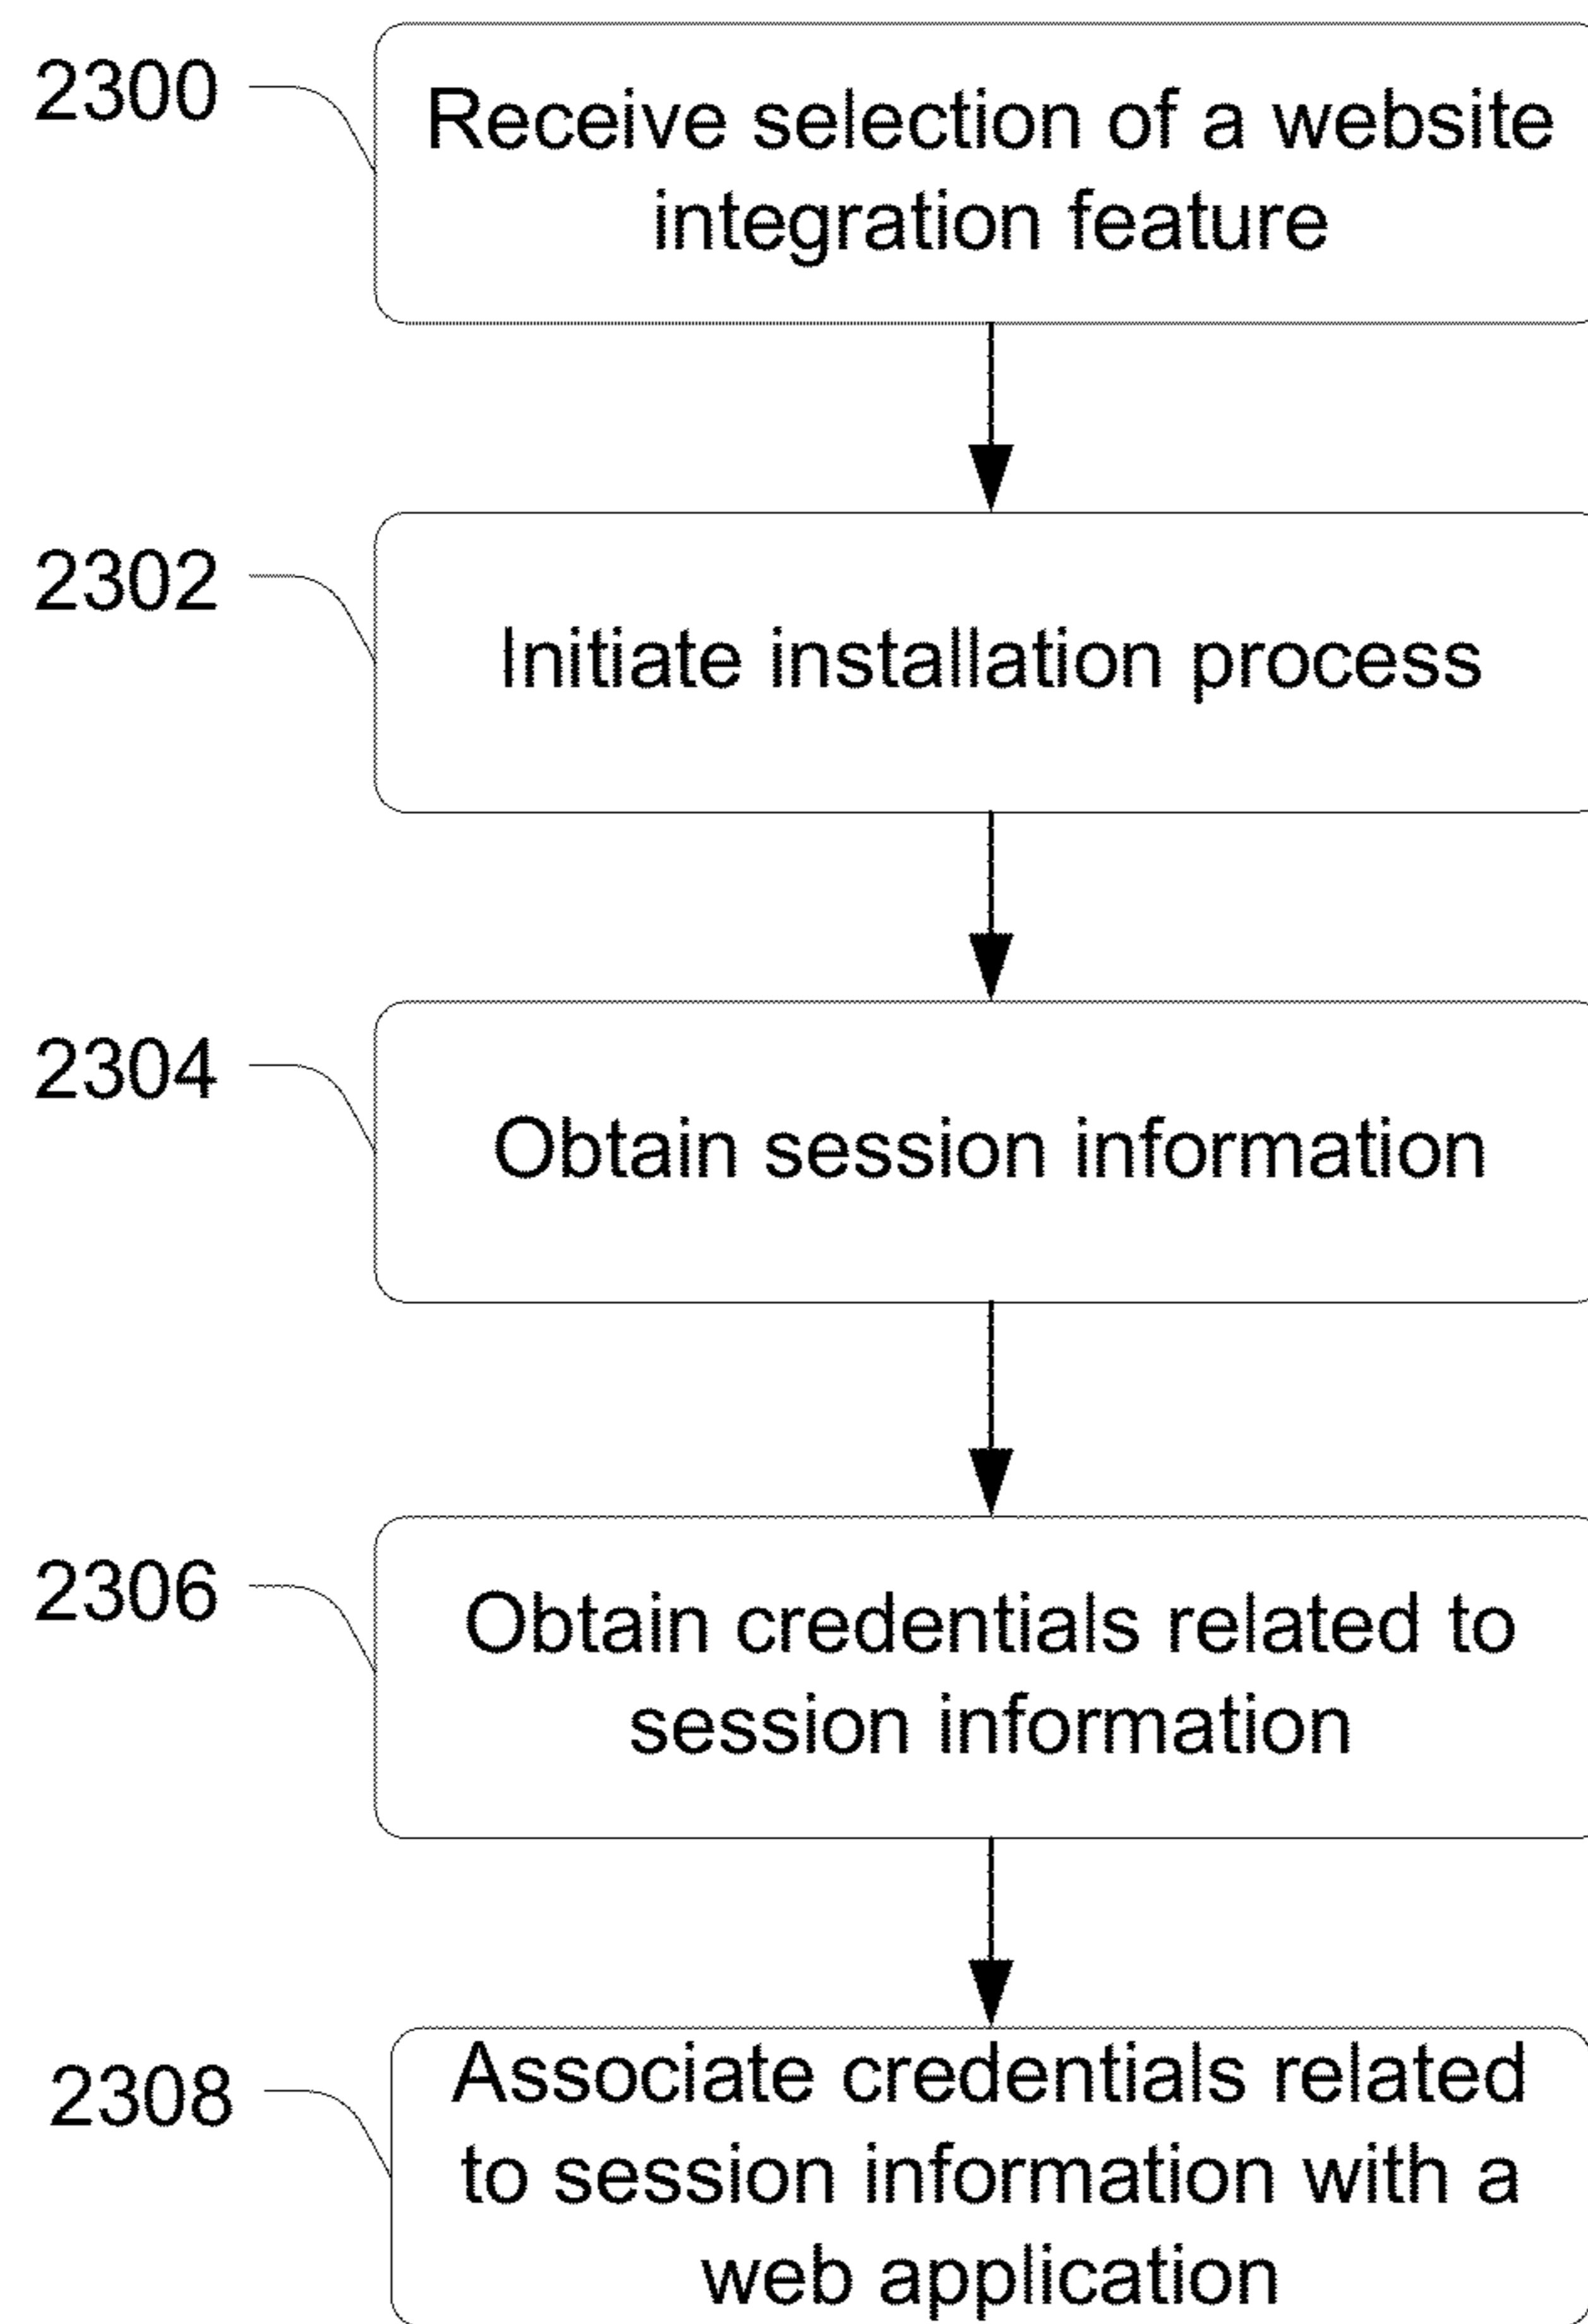 2300
Receive selection of a website
integration feature
2302
Initiate installation process
2304
Obtain session information
2306
Obtain credentials related to
session information
2308
Associate credentials related
to session information with a
web application